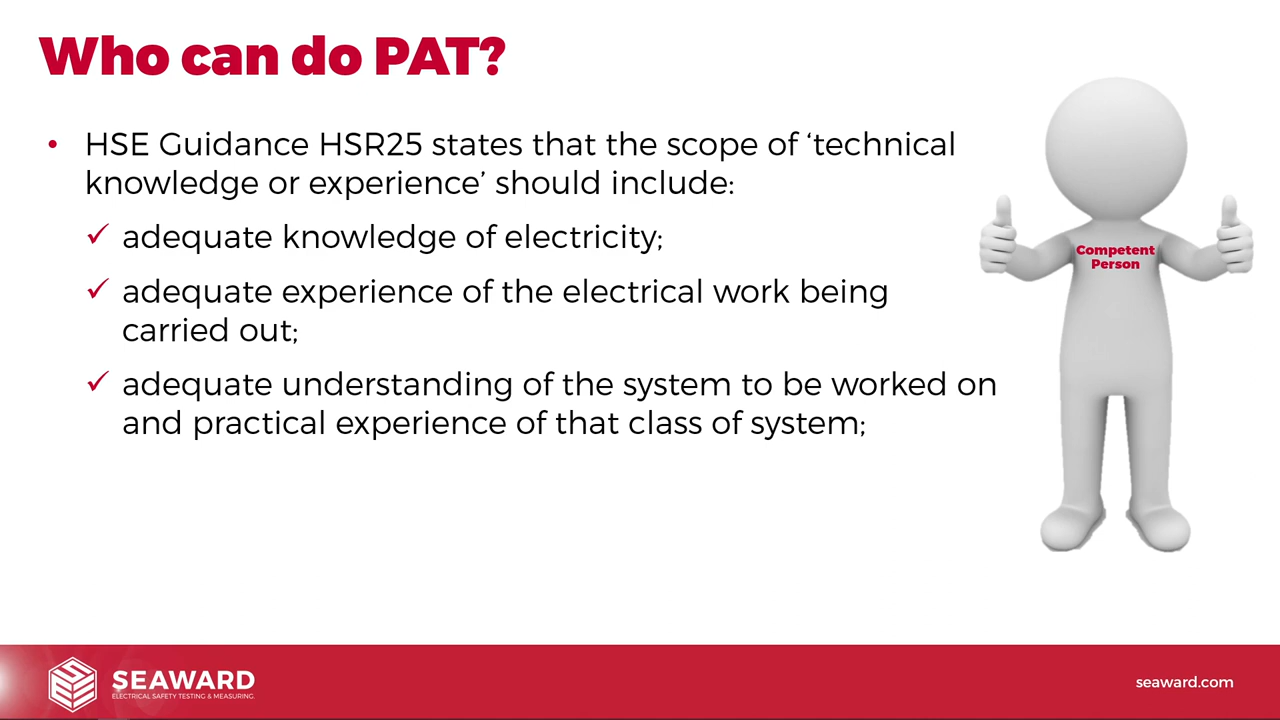 Who can do PAT?
• HSE Guidance HSR25 states that the scope of ‘technical
knowledge or experience’ should include:
✓ adequate knowledge of electricity;
✓ adequate experience of the electrical work being
carried out;
✓ adequate understanding of the system to be worked on
and practical experience of that class of system;
Competent
Person
SEAWARD
ELECTRICAL SAFETY TESTING & MEASURING.
seaward.com